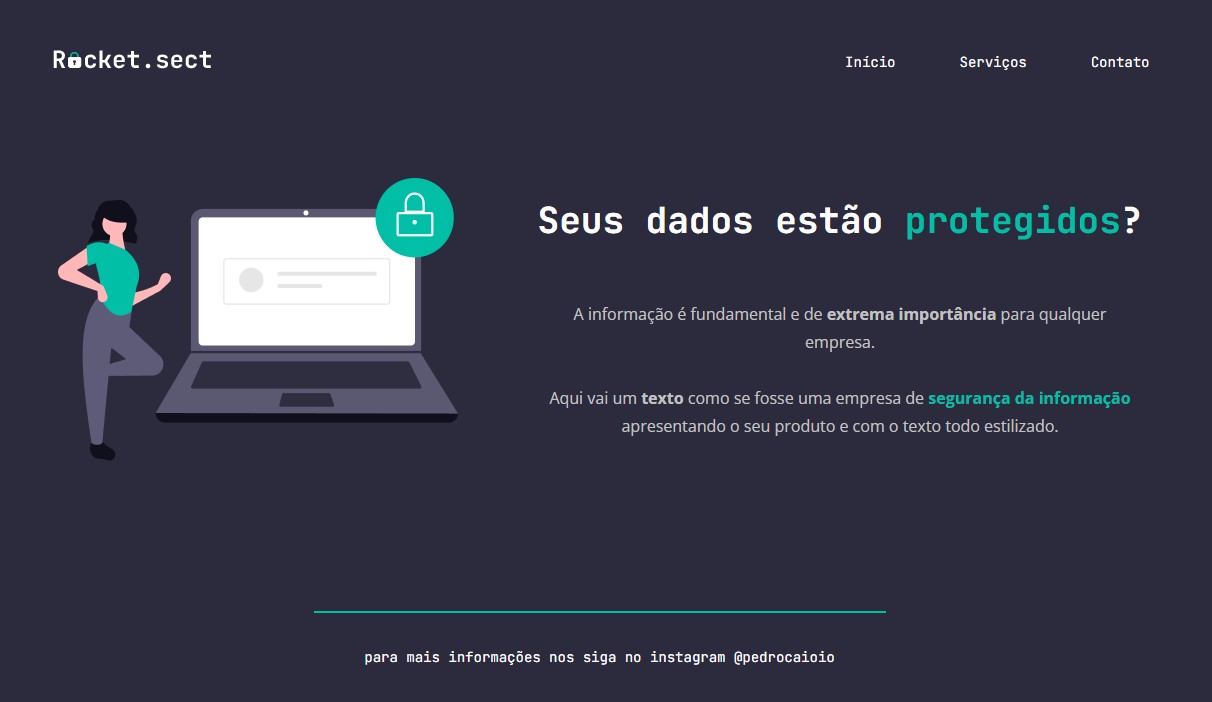 Rocket.sect
Início Serviços Contato
Seus dados estão protegidos?
A informação é fundamental e de extrema importância para qualquer
empresa.
Aqui vai um texto como se fosse uma empresa de segurança da informação
apresentando o seu produto e com o texto todo estilizado.
para mais informações nos siga no instagram @pedrocaioio